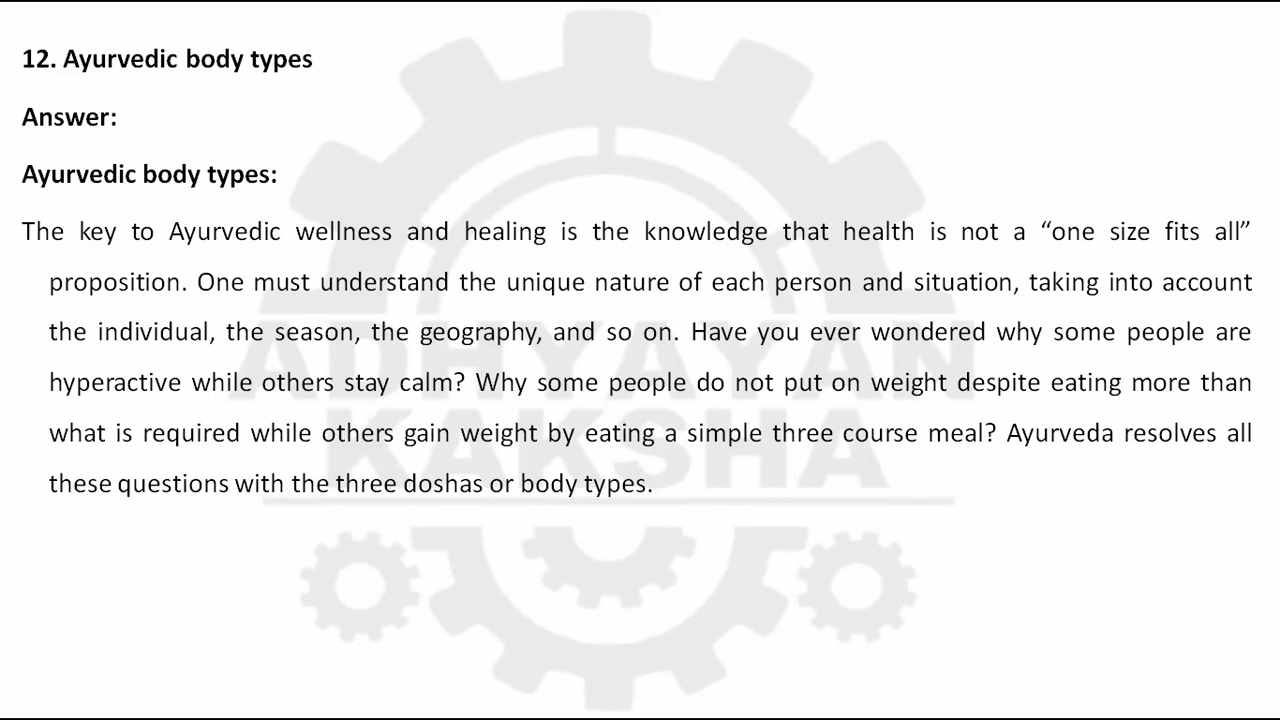 12. Ayurvedic body types
Answer:
Ayurvedic body types:
The key to Ayurvedic wellness and healing is the knowledge that health is not a “one size fits all”
proposition. One must understand the unique nature of each person and situation, taking into account
the individual, the season, the geography, and so on. Have you ever wondered why some people are
hyperactive while others stay calm? Why some people do not put on weight despite eating more than
what is required while others gain weight by eating a simple three course meal? Ayurveda resolves all
these questions with the three doshas or body types.
ADHYAYAN
KAKSHA